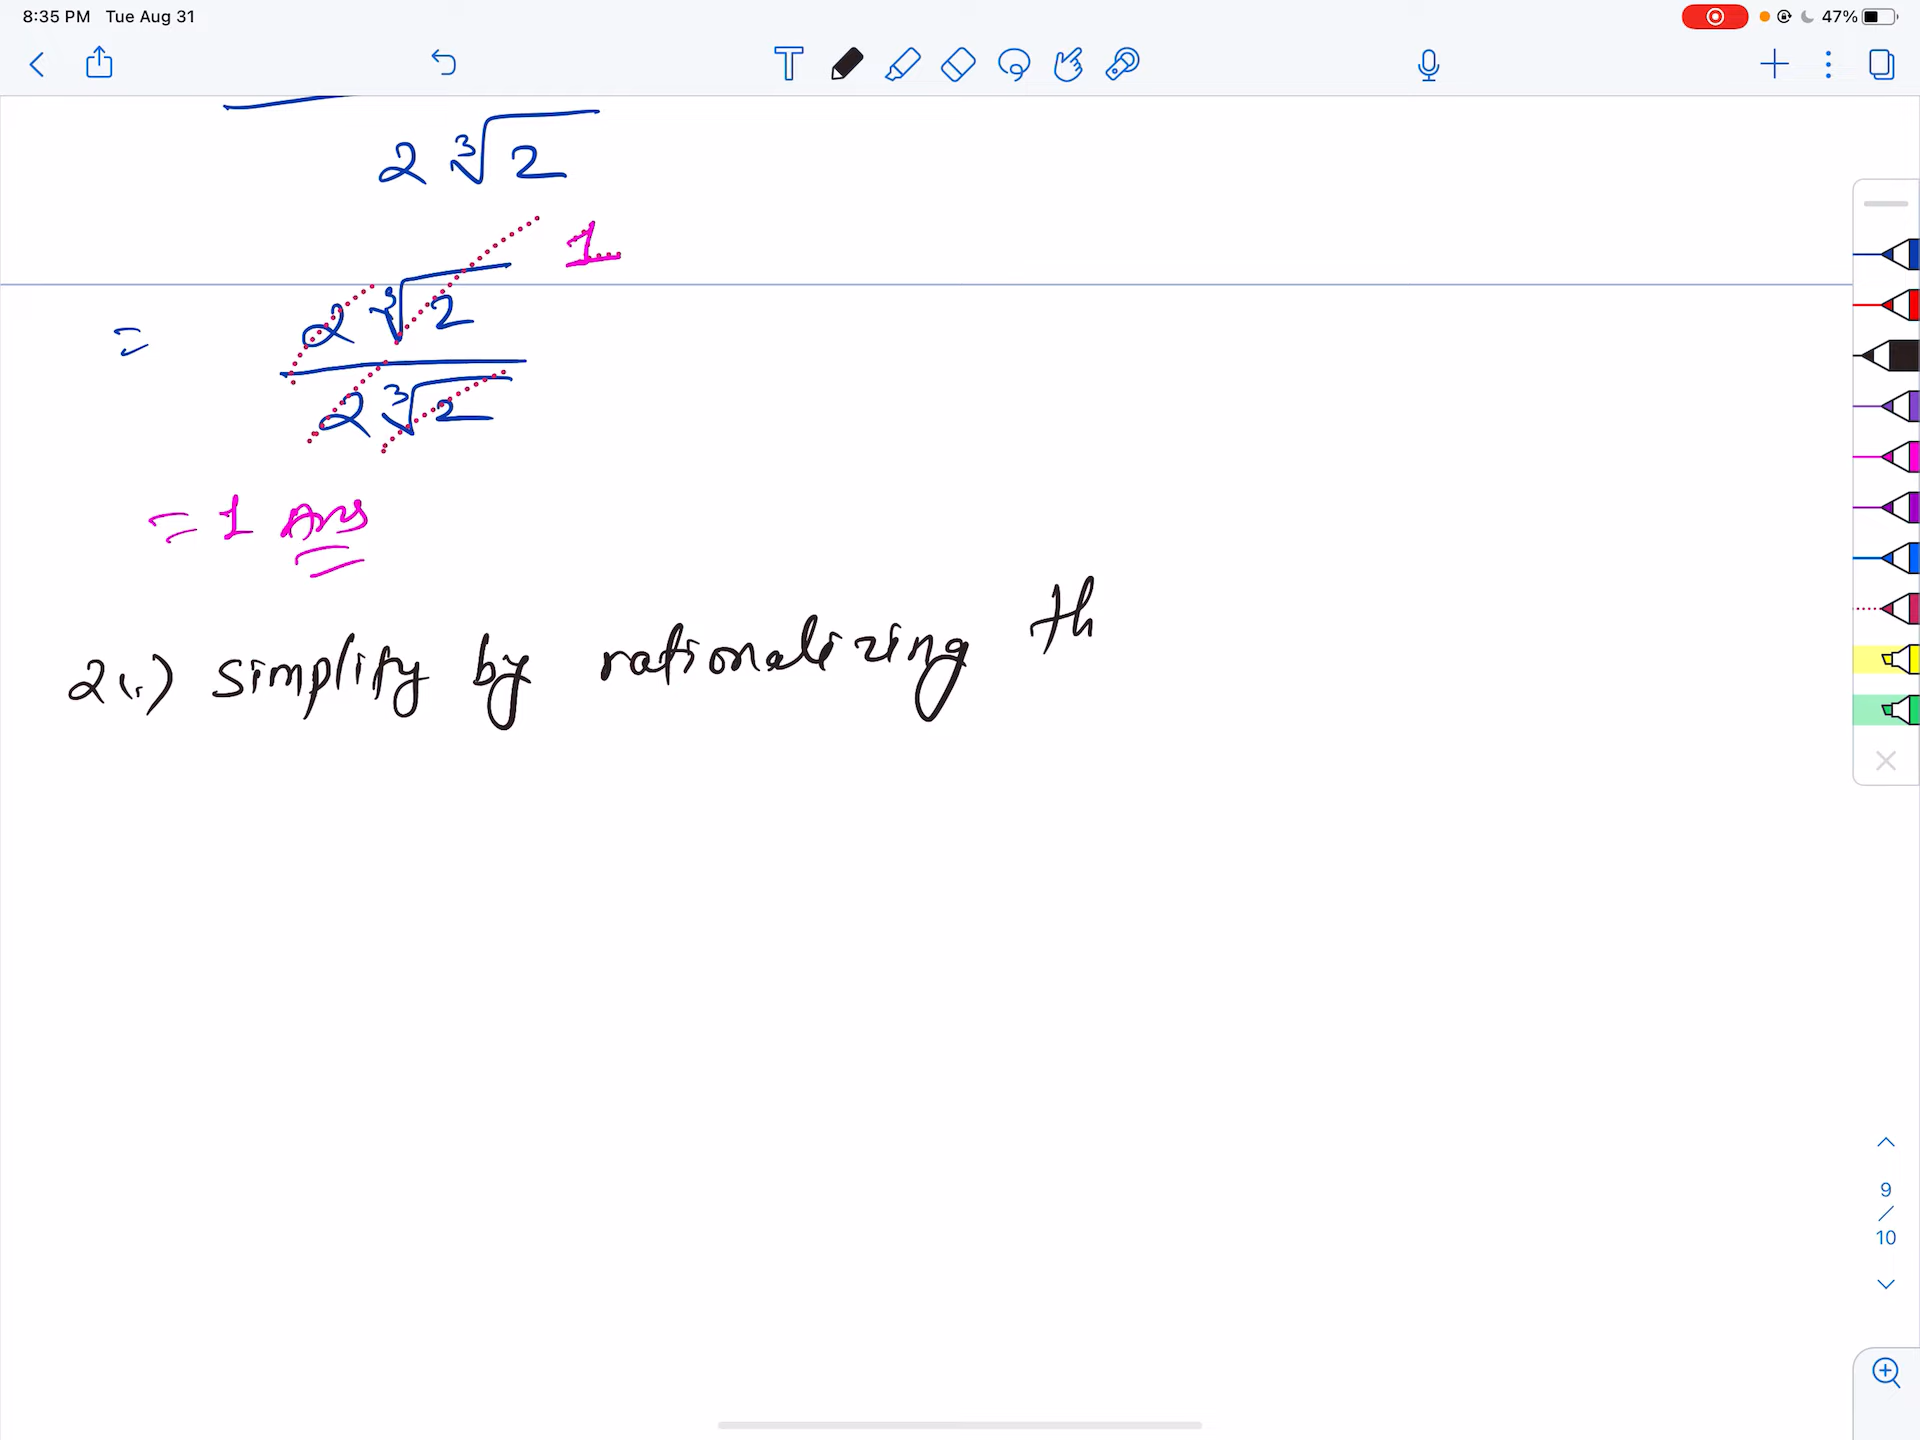 8:35 PM Tue Aug 31
47%
2 ∛2
1
= 2 ∛2
2 ∛2
= 1 Ans
2(i) simplify by rationalizing th
9
/
10